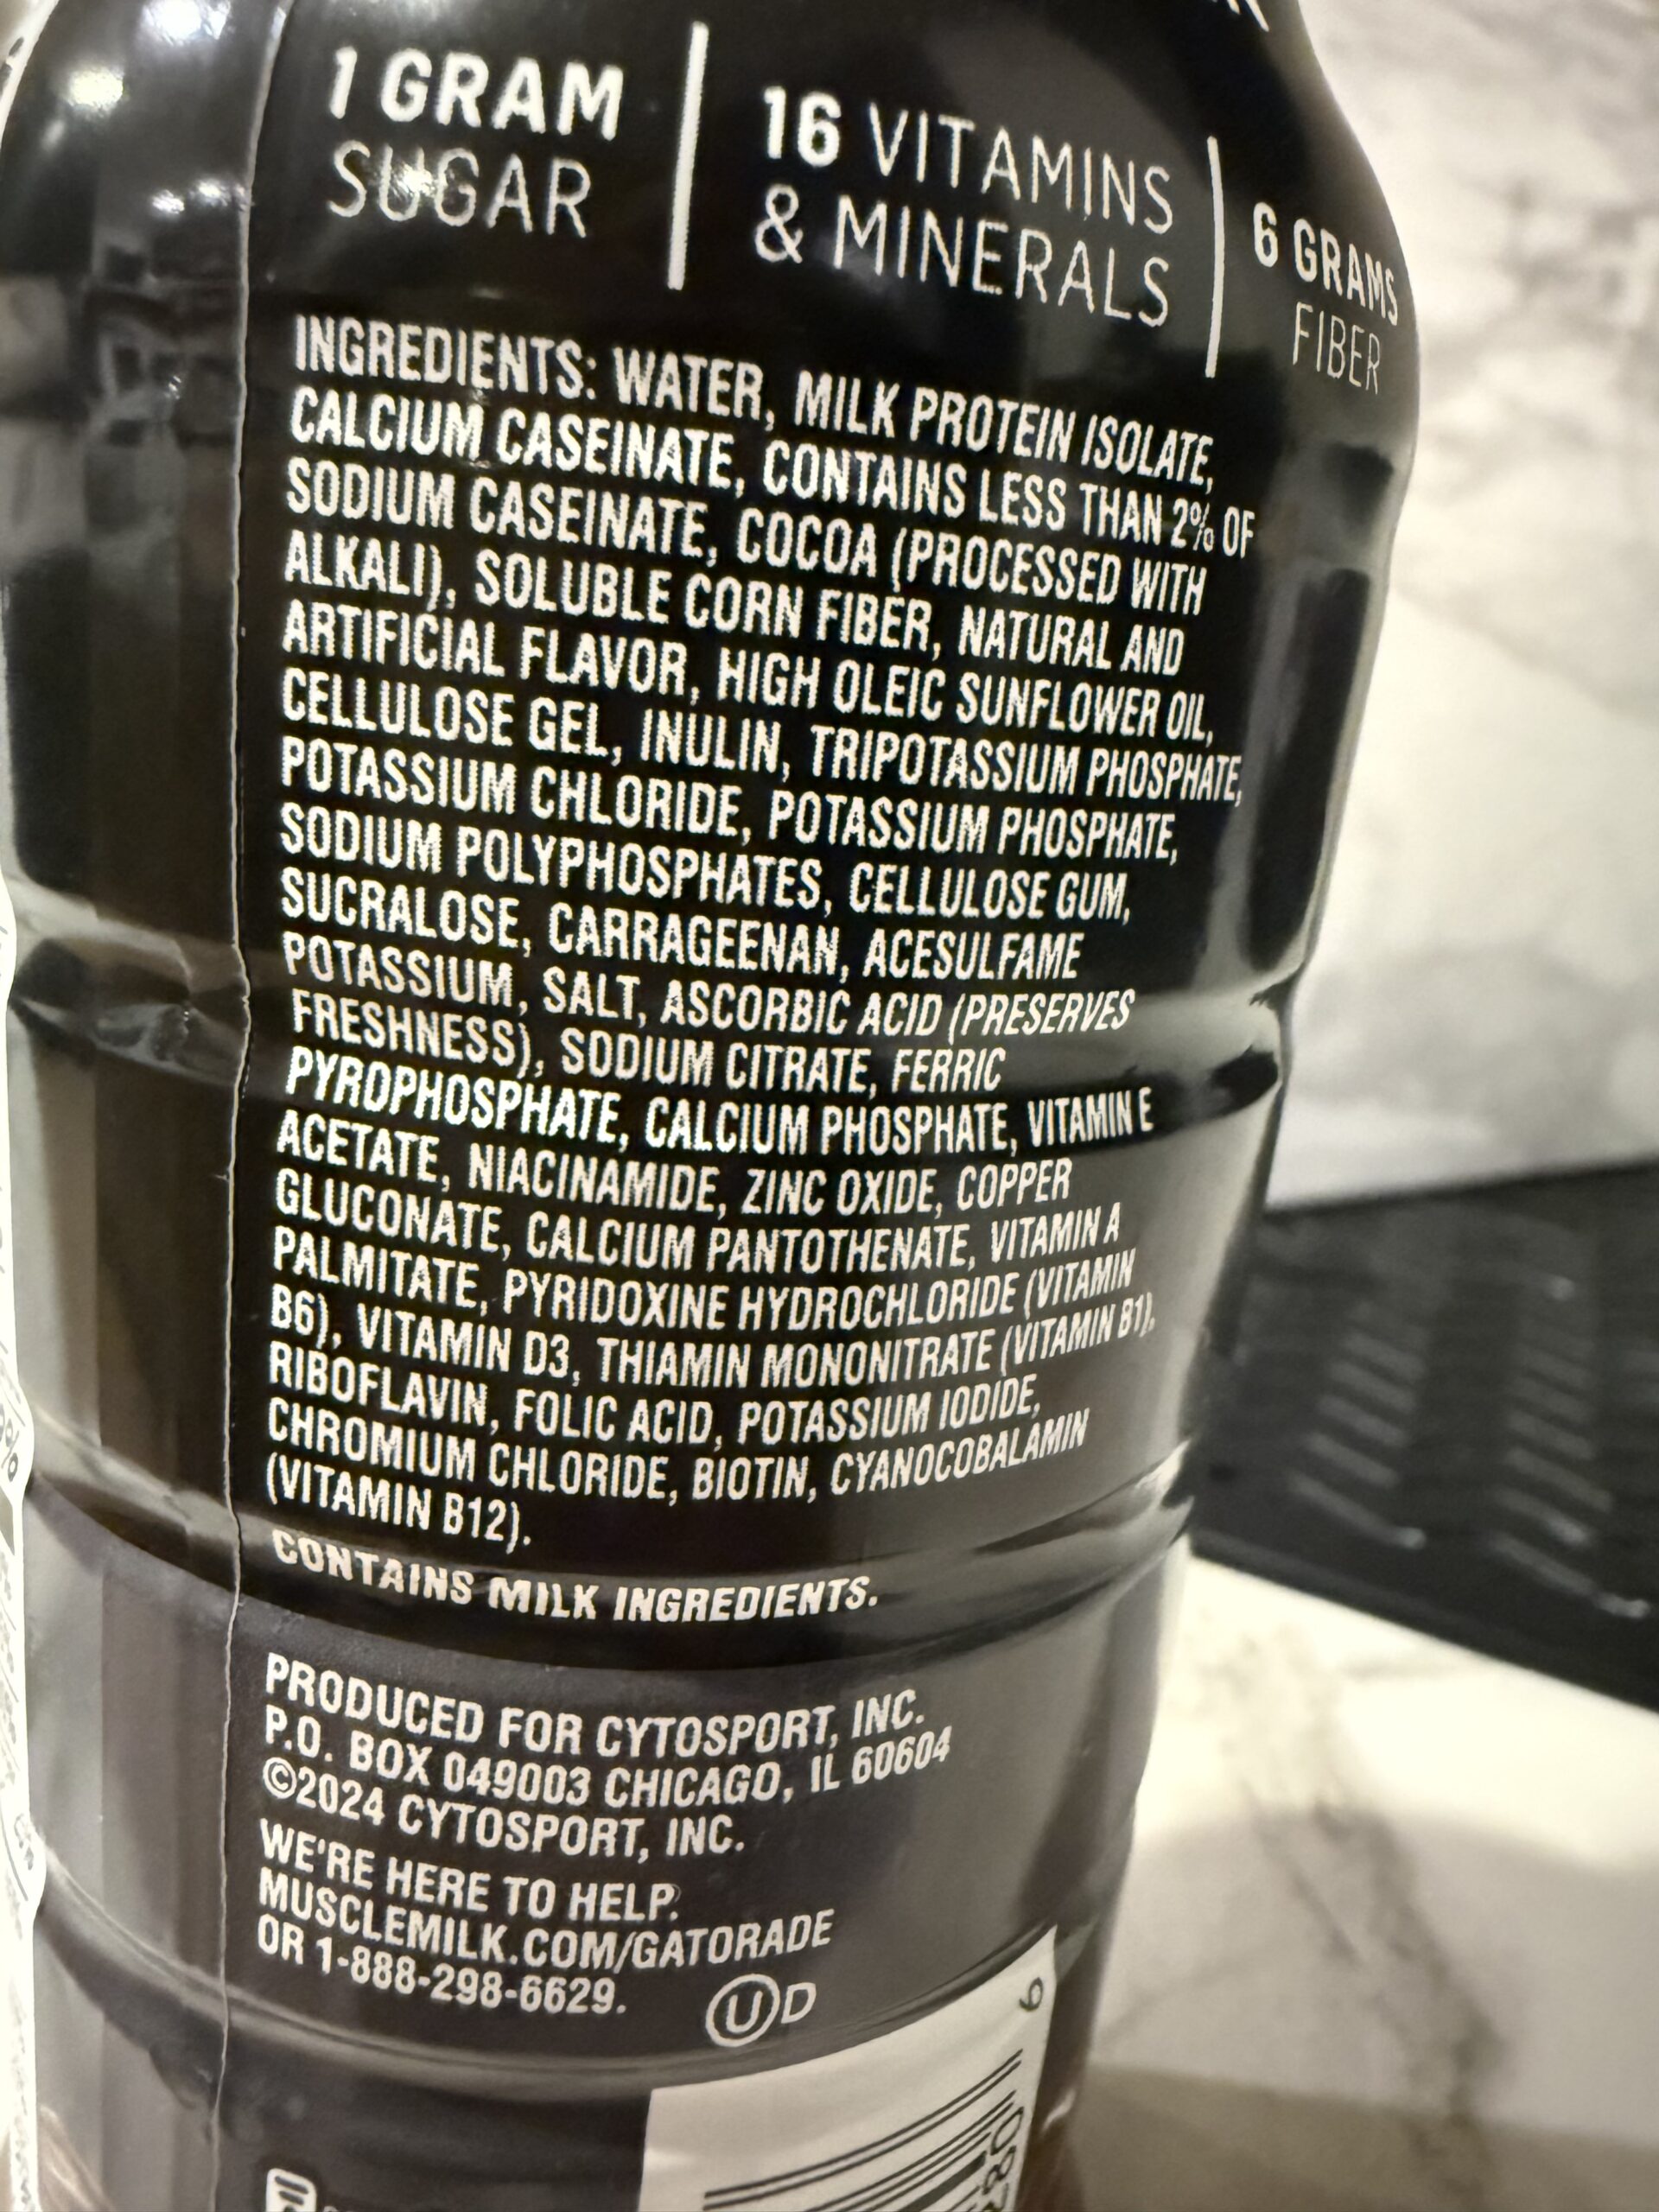 1 GRAM
SUGAR
16 VITAMINS
& MINERALS
6 GRAMS
FIBER
INGREDIENTS: WATER, MILK PROTEIN ISOLATE,
CALCIUM CASEINATE, CONTAINS LESS THAN 2% OF
SODIUM CASEINATE, COCOA (PROCESSED WITH
ALKALI), SOLUBLE CORN FIBER, NATURAL AND
ARTIFICIAL FLAVOR, HIGH OLEIC SUNFLOWER OIL,
CELLULOSE GEL, INULIN, TRIPOTASSIUM PHOSPHATE,
POTASSIUM CHLORIDE, POTASSIUM PHOSPHATE,
SODIUM POLYPHOSPHATES, CELLULOSE GUM,
SUCRALOSE, CARRAGEENAN, ACESULFAME
POTASSIUM, SALT, ASCORBIC ACID (PRESERVES
FRESHNESS), SODIUM CITRATE, FERRIC
PYROPHOSPHATE, CALCIUM PHOSPHATE, VITAMIN E
ACETATE, NIACINAMIDE, ZINC OXIDE, COPPER
GLUCONATE, CALCIUM PANTOTHENATE, VITAMIN A
PALMITATE, PYRIDOXINE HYDROCHLORIDE (VITAMIN
B6), VITAMIN D3, THIAMIN MONONITRATE (VITAMIN B1),
RIBOFLAVIN, FOLIC ACID, POTASSIUM IODIDE,
CHROMIUM CHLORIDE, BIOTIN, CYANOCOBALAMIN
(VITAMIN B12).
CONTAINS MILK INGREDIENTS.
PRODUCED FOR CYTOSPORT, INC.
P.O. BOX 049003 CHICAGO, IL 60604
©2024 CYTOSPORT, INC.
WE'RE HERE TO HELP.
MUSCLEMILK.COM/GATORADE
OR 1-888-298-6629.
U D
6